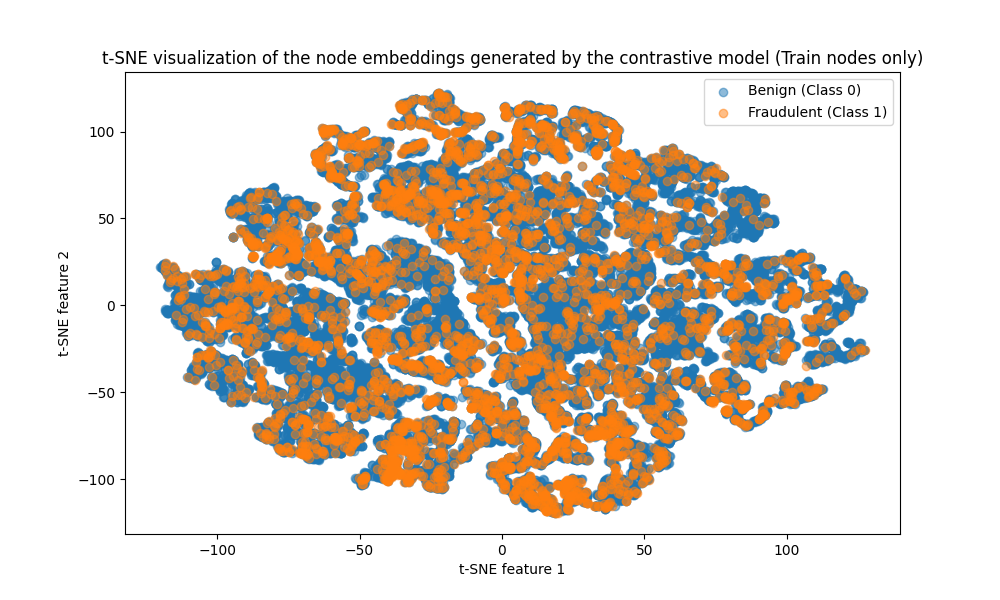 t-SNE visualization of the node embeddings generated by the contrastive model (Train nodes only)
Benign (Class 0)
Fraudulent (Class 1)
100
50
0
−50
−100
t-SNE feature 2
−100
−50
0
50
100
t-SNE feature 1